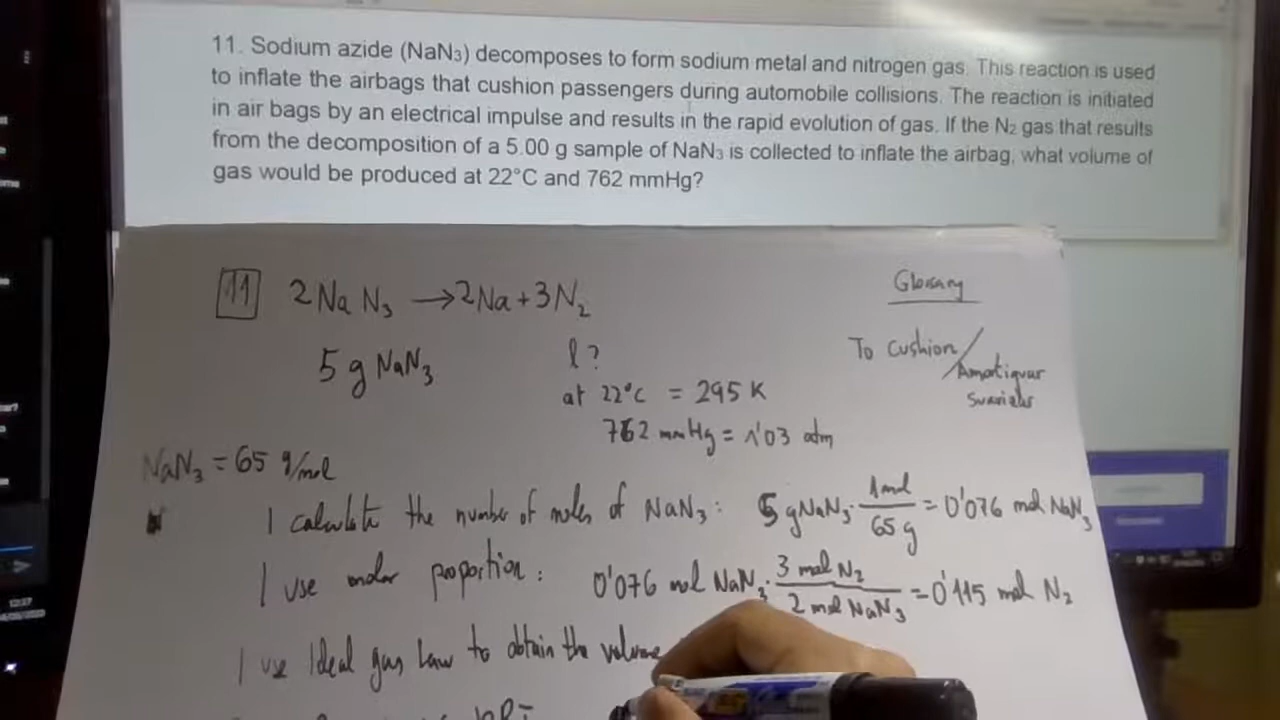 11. Sodium azide (NaN₃) decomposes to form sodium metal and nitrogen gas. This reaction is used
to inflate the airbags that cushion passengers during automobile collisions. The reaction is initiated
in air bags by an electrical impulse and results in the rapid evolution of gas. If the N₂ gas that results
from the decomposition of a 5.00 g sample of NaN₃ is collected to inflate the airbag, what volume of
gas would be produced at 22°C and 762 mmHg?
11 2 Na N₃ → 2Na + 3N₂
Glossary
5 g NaN₃ l?
To cushion/
Amortiguar
at 22°C = 295 K
762 mmHg = 1'03 atm
NaN₃ = 65 g/mol
I calculate the number of moles of NaN₃: 5 g NaN₃ · 1 mol / 65 g = 0'076 mol NaN₃
I use molar proportion: 0'076 mol NaN₃ · 3 mol N₂ / 2 mol NaN₃ = 0'115 mol N₂
I use Ideal gas Law to obtain the volume
12:27